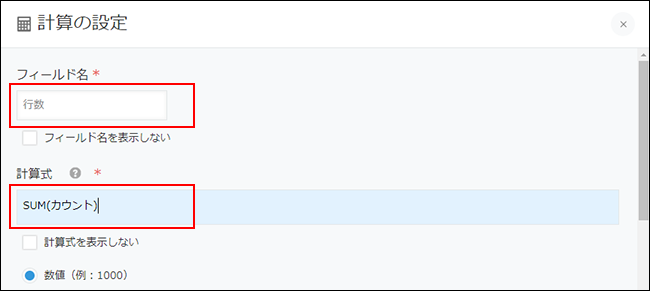 計算の設定
フィールド名 *
行数
フィールド名を表示しない
計算式 ? *
SUM(カウント)
計算式を表示しない
数値（例：1000）